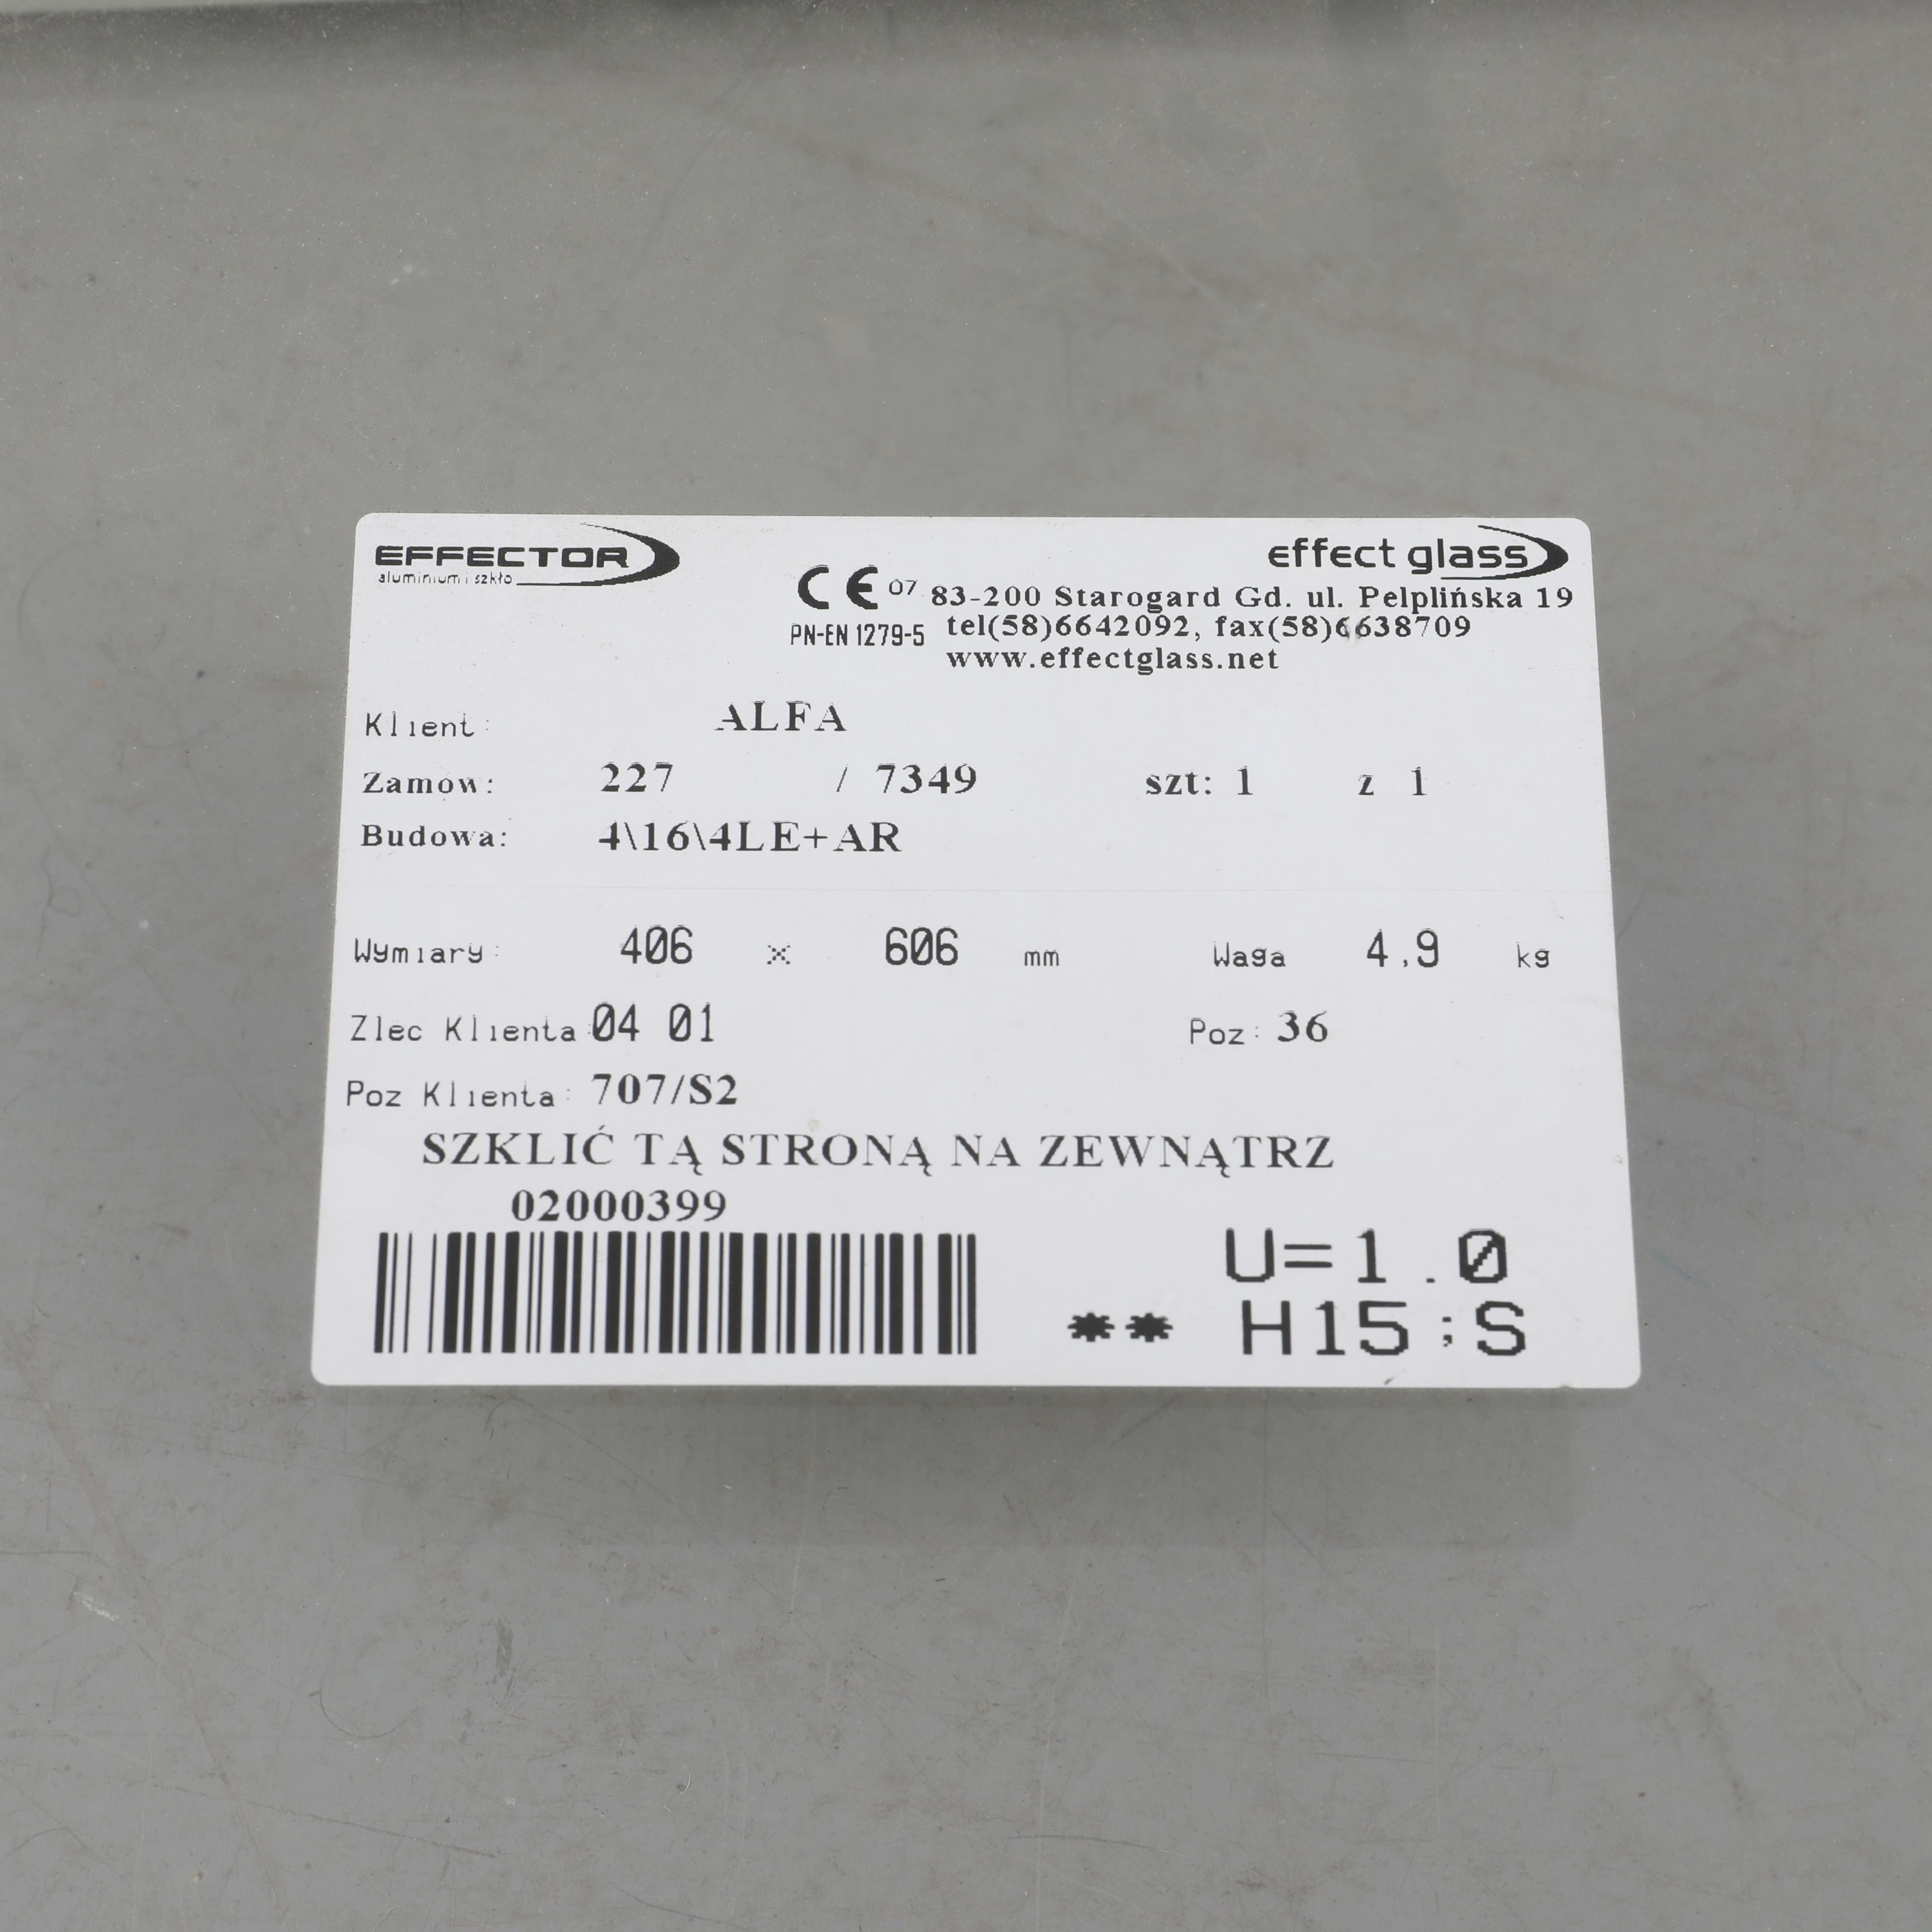 EFFECTOR
aluminium i szkło
effect glass
CE 07 83-200 Starogard Gd. ul. Pelplińska 19
PN-EN 1279-5 tel(58)6642092, fax(58)6638709
www.effectglass.net
Klient: ALFA
Zamów: 227 / 7349 szt: 1 z 1
Budowa: 4\16\4LE+AR
Wymiary: 406 x 606 mm Waga 4,9 kg
Zlec Klienta:04 01 Poz: 36
Poz Klienta: 707/S2
SZKLIĆ TĄ STRONĄ NA ZEWNĄTRZ
02000399
U=1.0
** H15;S